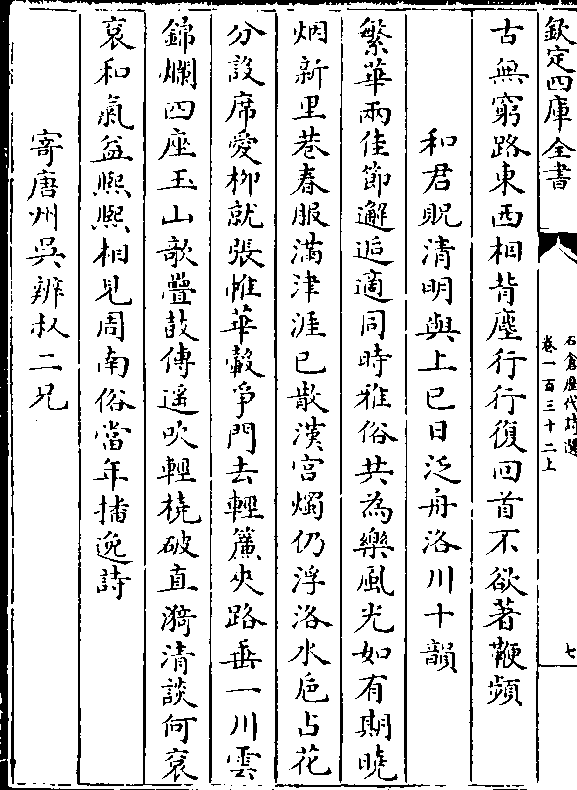 欽定四庫全書
石倉歷代詩選
卷一百三十二上
七
古無窮路東西相背塵行行復回首不欲著鞭頻
和君貺清明與上巳日泛舟洛川十韻
繁華兩佳節邂逅適同時雅俗共為樂風光如有期曉
烟新里巷春服滿津涯已散漢宮燭仍浮洛水巵占花
分設席愛柳就張帷華轂爭門去輕簾夾路垂一川雲
錦爛四座玉山欹疊鼓傳遥吹輕橈破直漪清談何衮
衮和氣益熙熙相見周南俗當年播逸詩
寄唐州吳辨叔二兄